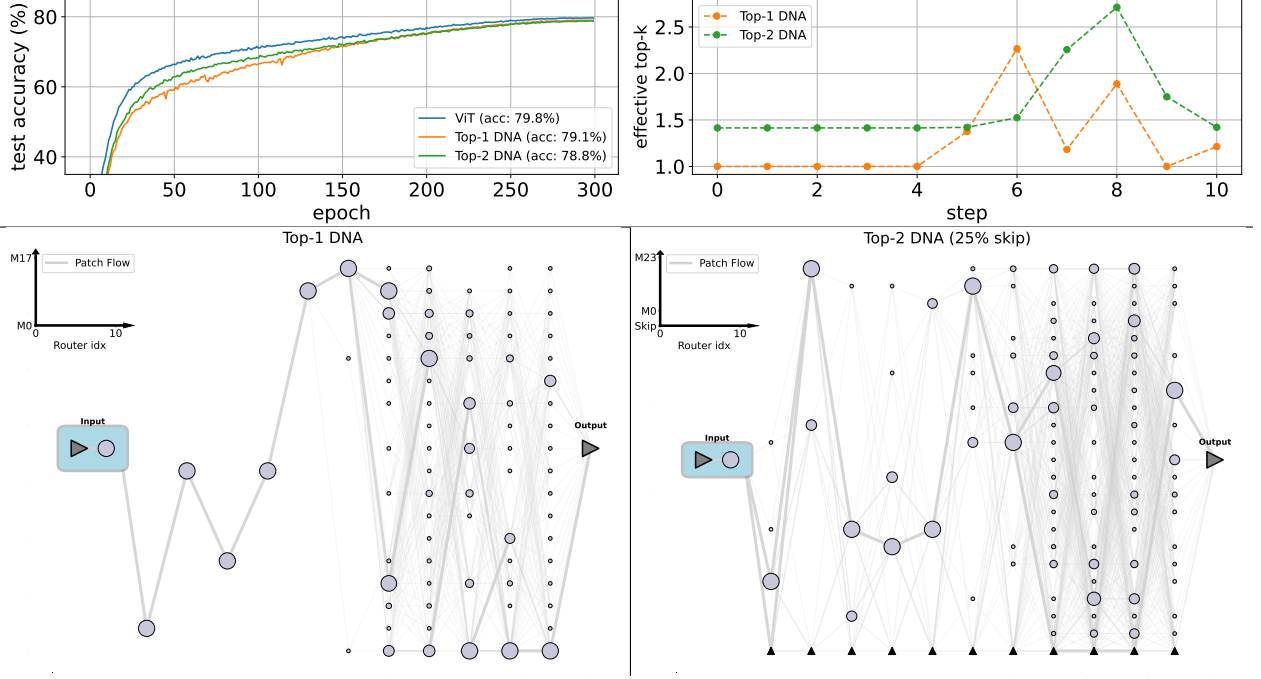 test accuracy (%)
80
60
40
0
50
100
150
200
250
300
epoch
ViT (acc: 79.8%)
Top-1 DNA (acc: 79.1%)
Top-2 DNA (acc: 78.8%)
effective top-k
2.5
2.0
1.5
1.0
0
2
4
6
8
10
step
Top-1 DNA
Top-2 DNA
Top-1 DNA
M17
Patch Flow
M0
0
10
Router idx
Input
Output
Top-2 DNA (25% skip)
M23
Patch Flow
M0
Skip
0
10
Router idx
Input
Output